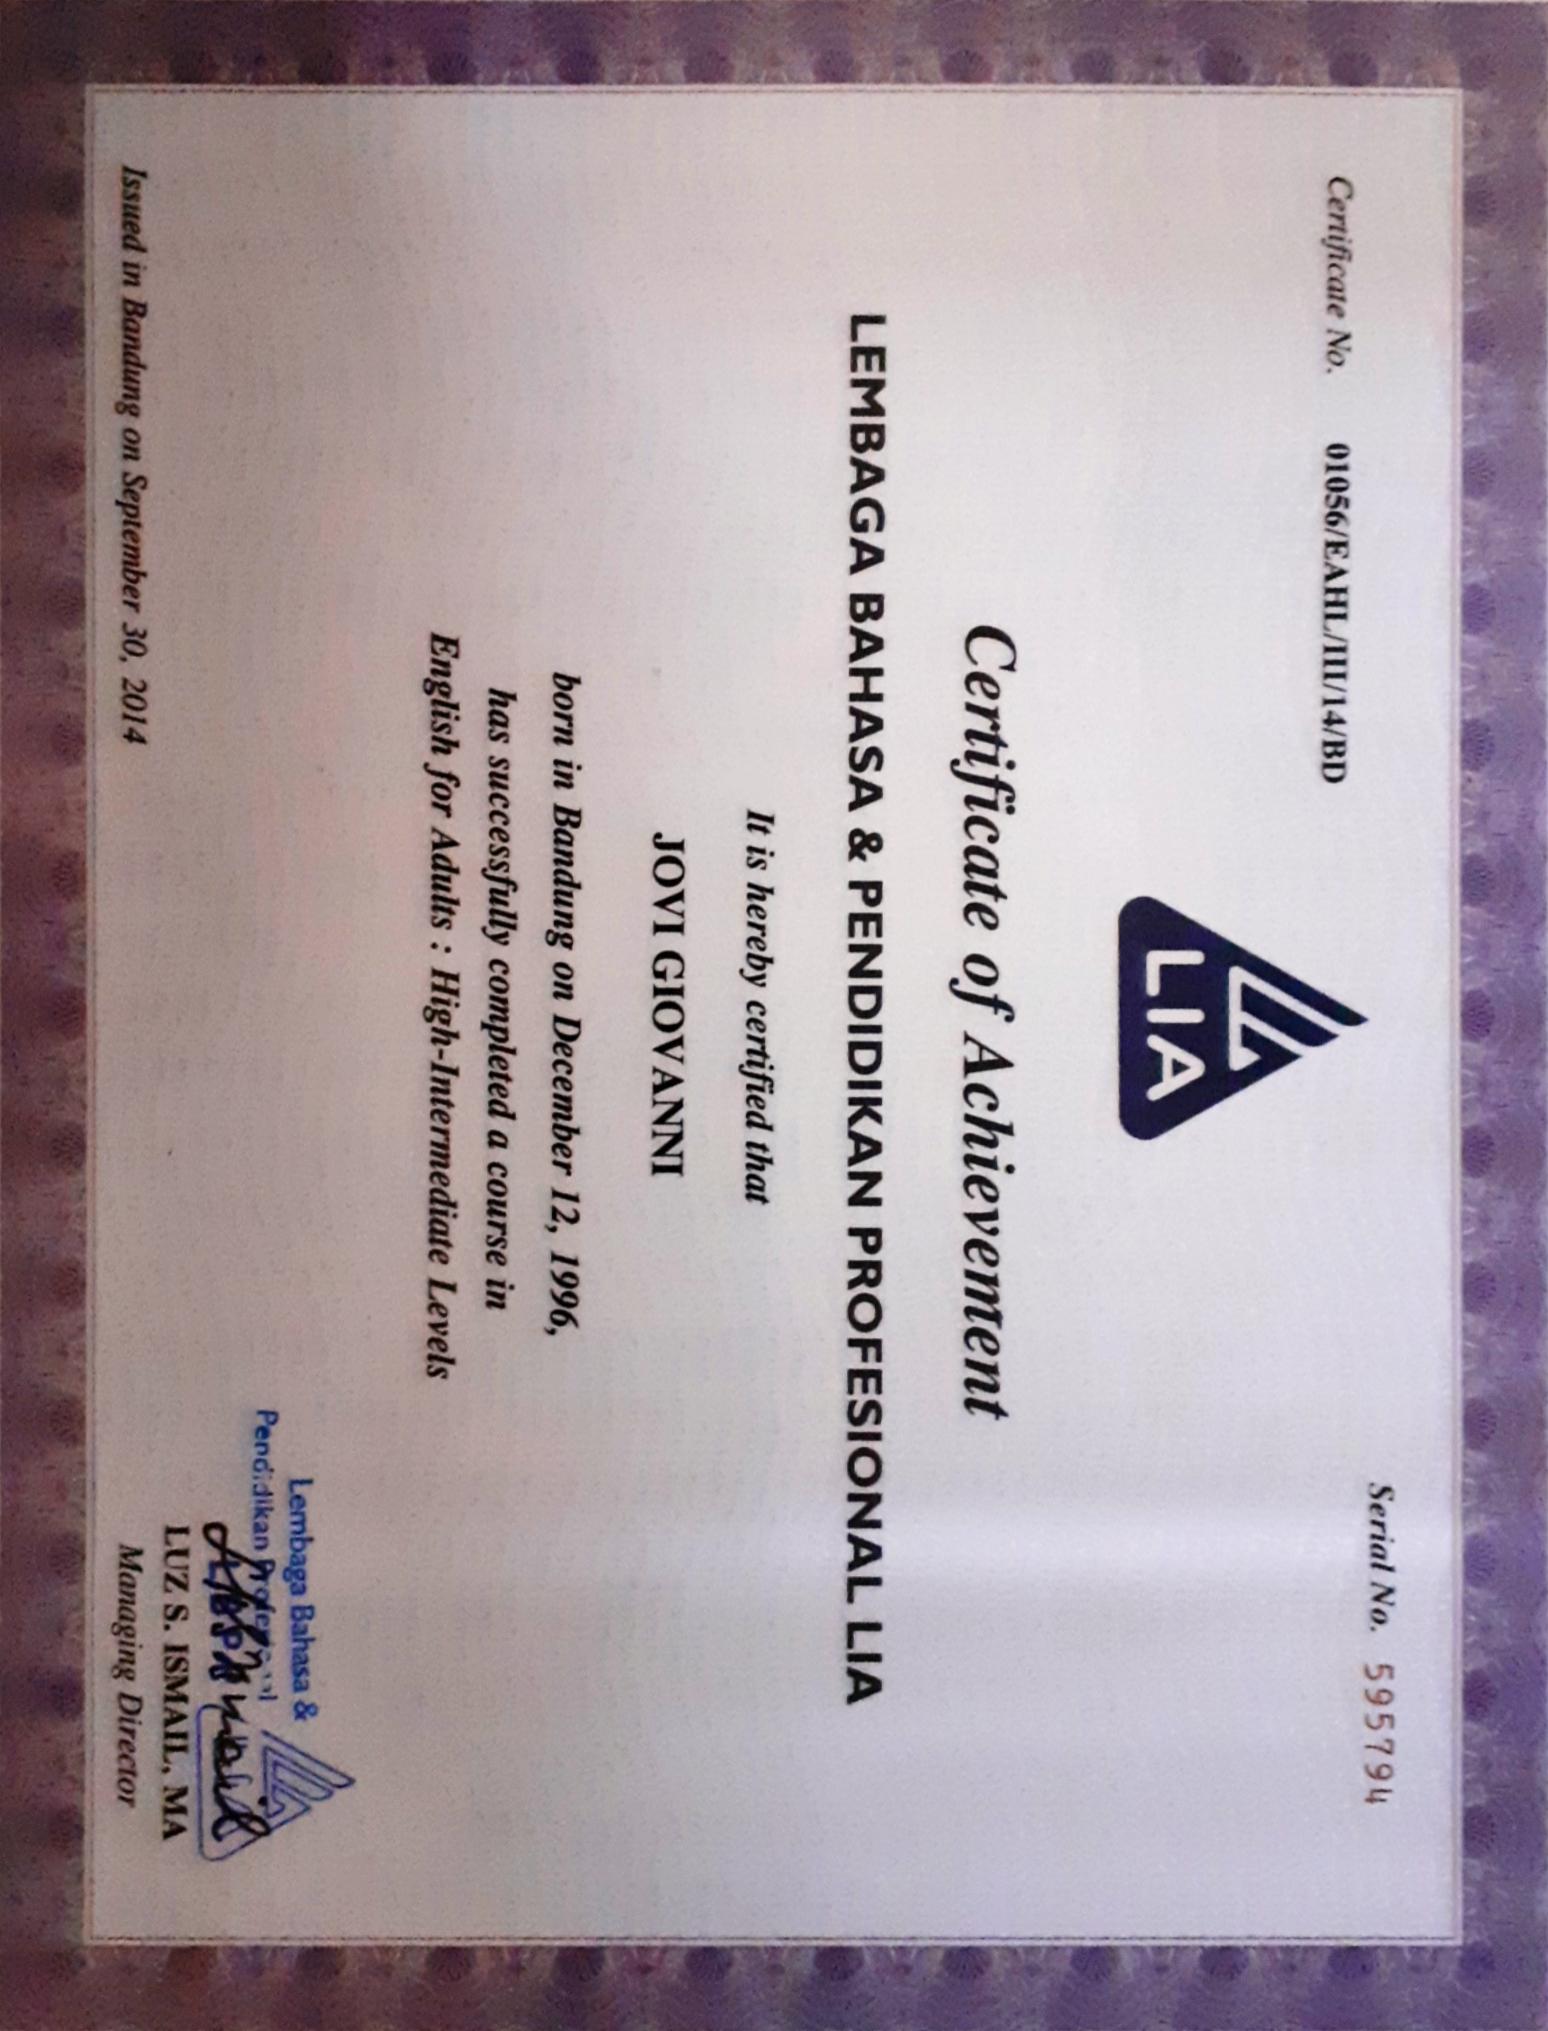 Certificate No. 01056/EAHL/III/14/BD
Serial No. 595794
LIA
Certificate of Achievement
LEMBAGA BAHASA & PENDIDIKAN PROFESIONAL LIA
It is hereby certified that
JOVI GIOVANNI
born in Bandung on December 12, 1996,
has successfully completed a course in
English for Adults : High-Intermediate Levels
Lembaga Bahasa &
Pendidikan Profesional
LUZ S. ISMAIL, MA
Issued in Bandung on September 30, 2014
Managing Director